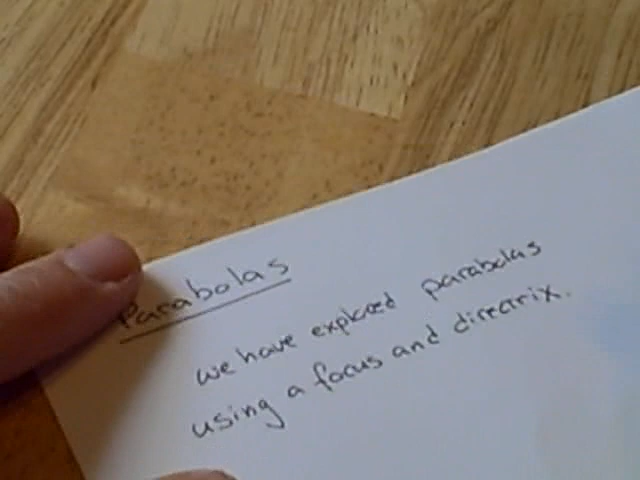 Parabolas
we have explored parabolas
using a focus and directrix.